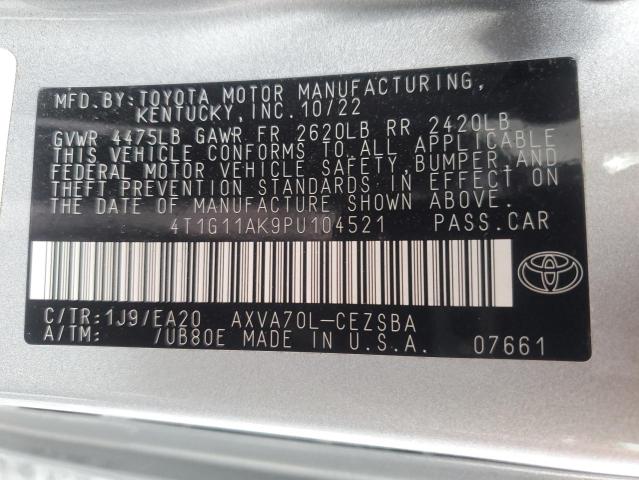 MFD.BY:TOYOTA MOTOR MANUFACTURING,
KENTUCKY,INC.10/22
GVWR 4475LB GAWR FR 2620LB RR 2420LB
THIS VEHICLE CONFORMS TO ALL APPLICABLE
FEDERAL MOTOR VEHICLE SAFETY,BUMPER,AND
THEFT PREVENTION STANDARDS IN EFFECT ON
THE DATE OF MANUFACTURE SHOWN ABOVE.
4T1G11AK9PU104521 PASS.CAR
C/TR:1J9/EA20 AXVA70L-CEZSBA
A/TM: /UB80E MADE IN U.S.A. 07661
TOYOTA